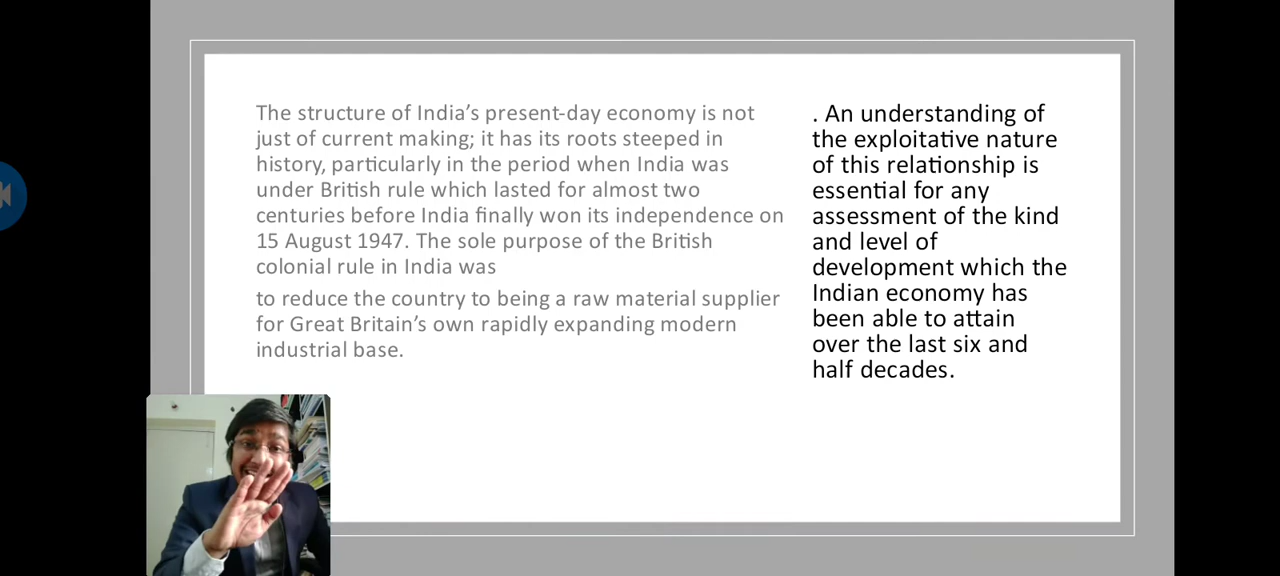 The structure of India's present-day economy is not
just of current making; it has its roots steeped in
history, particularly in the period when India was
under British rule which lasted for almost two
centuries before India finally won its independence on
15 August 1947. The sole purpose of the British
colonial rule in India was
to reduce the country to being a raw material supplier
for Great Britain's own rapidly expanding modern
industrial base.
. An understanding of
the exploitative nature
of this relationship is
essential for any
assessment of the kind
and level of
development which the
Indian economy has
been able to attain
over the last six and
half decades.